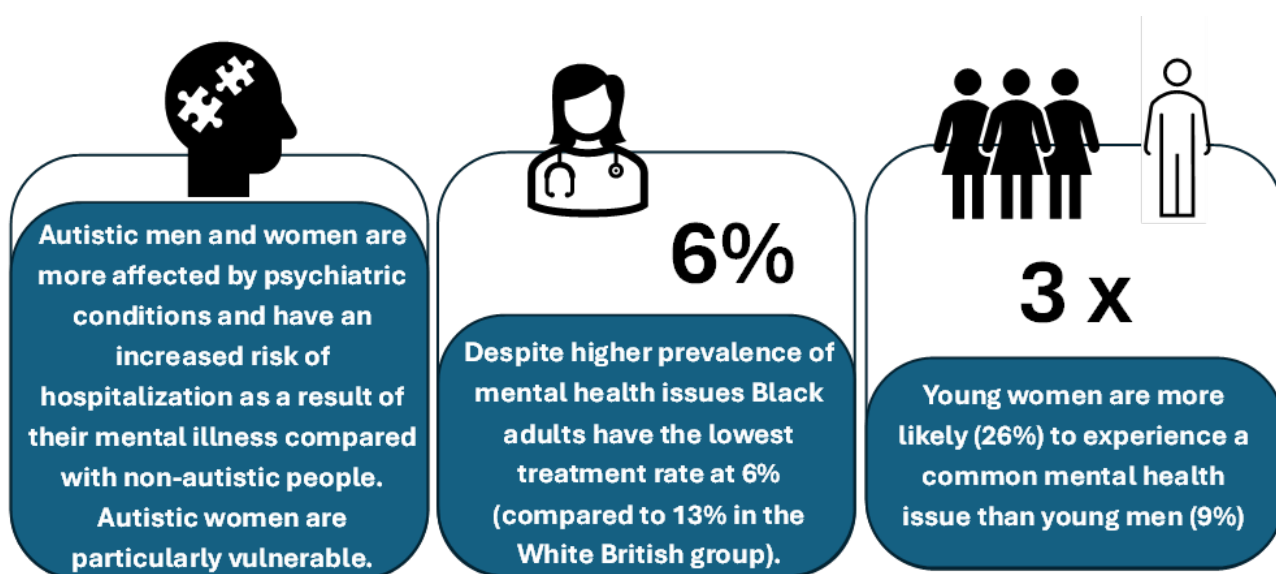 Autistic men and women are
more affected by psychiatric
conditions and have an
increased risk of
hospitalization as a result of
their mental illness compared
with non-autistic people.
Autistic women are
particularly vulnerable.
6%
Despite higher prevalence of
mental health issues Black
adults have the lowest
treatment rate at 6%
(compared to 13% in the
White British group).
3 x
Young women are more
likely (26%) to experience a
common mental health
issue than young men (9%)